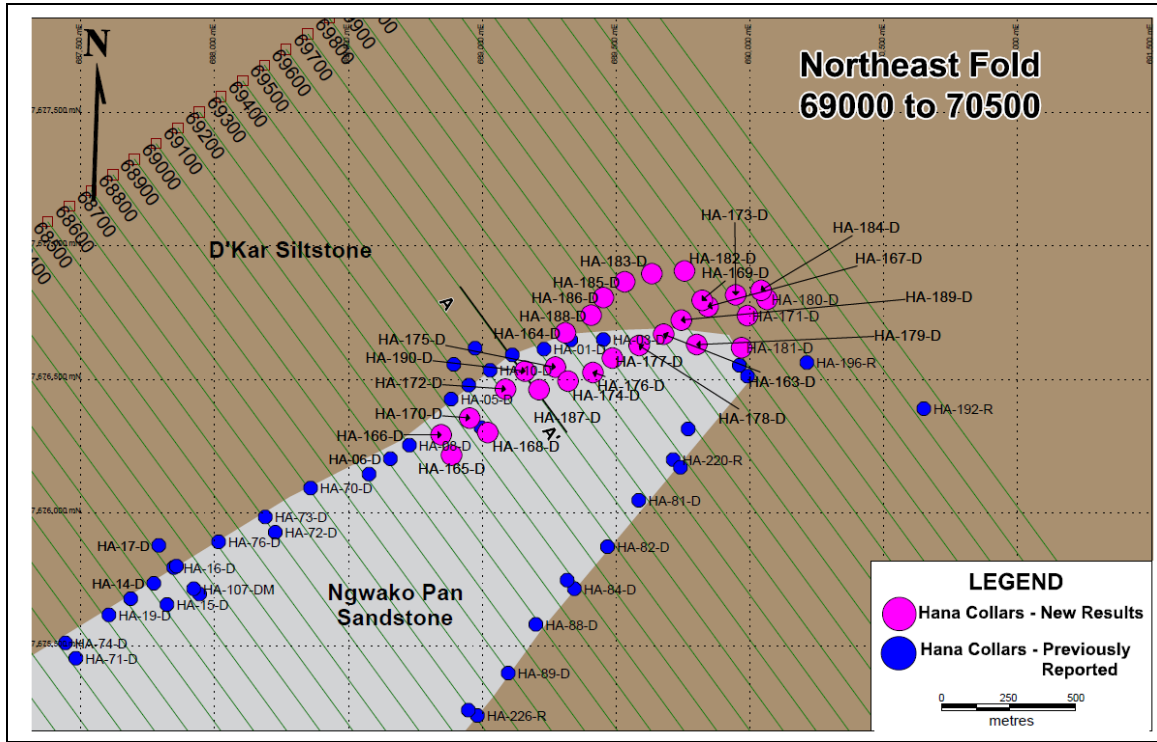 Northeast Fold
69000 to 70500
N
69800
69700
69600
69500
69400
69300
69200
69100
69000
68900
68800
68700
68600
68500
D'Kar Siltstone
HA-173-D
HA-184-D
HA-167-D
HA-183-D
HA-182-D
HA-169-D
HA-185-D
HA-180-D
HA-189-D
HA-186-D
HA-171-D
A
HA-188-D
HA-175-D
HA-164-D
HA-179-D
HA-190-D
HA-01-D
HA-181-D
HA-177-D
HA-196-R
HA-172-D
HA-176-D
HA-163-D
HA-05-D
HA-174-D
HA-192-R
HA-170-D
HA-187-D
HA-178-D
HA-166-D
A'
HA-168-D
HA-08-D
HA-06-D
HA-165-D
HA-220-R
HA-70-D
HA-81-D
HA-73-D
HA-72-D
HA-17-D
HA-76-D
HA-82-D
HA-16-D
HA-14-D
HA-107-DM
HA-84-D
HA-15-D
HA-19-D
Ngwako Pan
Sandstone
HA-88-D
HA-74-D
HA-71-D
HA-89-D
HA-226-R
LEGEND
Hana Collars - New Results
Hana Collars - Previously
Reported
0 250 500
metres